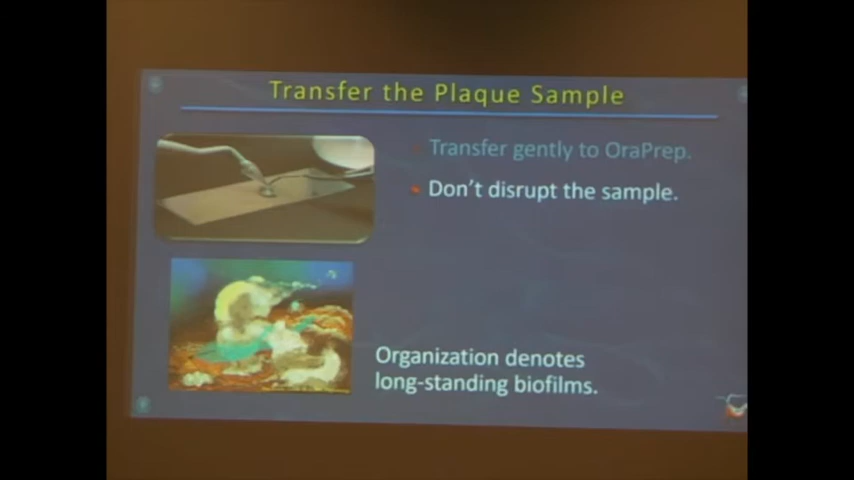 Transfer the Plaque Sample
Transfer gently to OraPrep.
Don't disrupt the sample.
Organization denotes
long-standing biofilms.